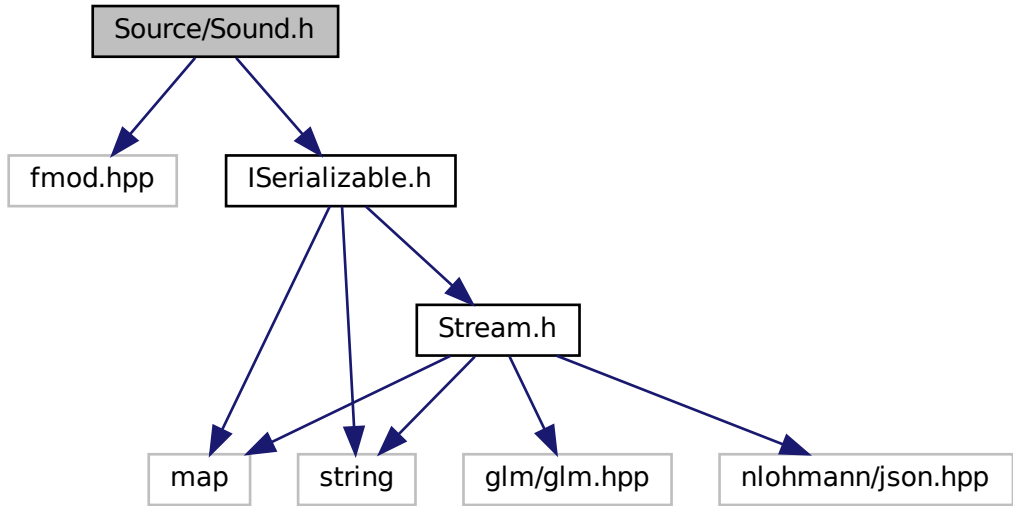 Source/Sound.h
fmod.hpp
ISerializable.h
Stream.h
map
string
glm/glm.hpp
nlohmann/json.hpp